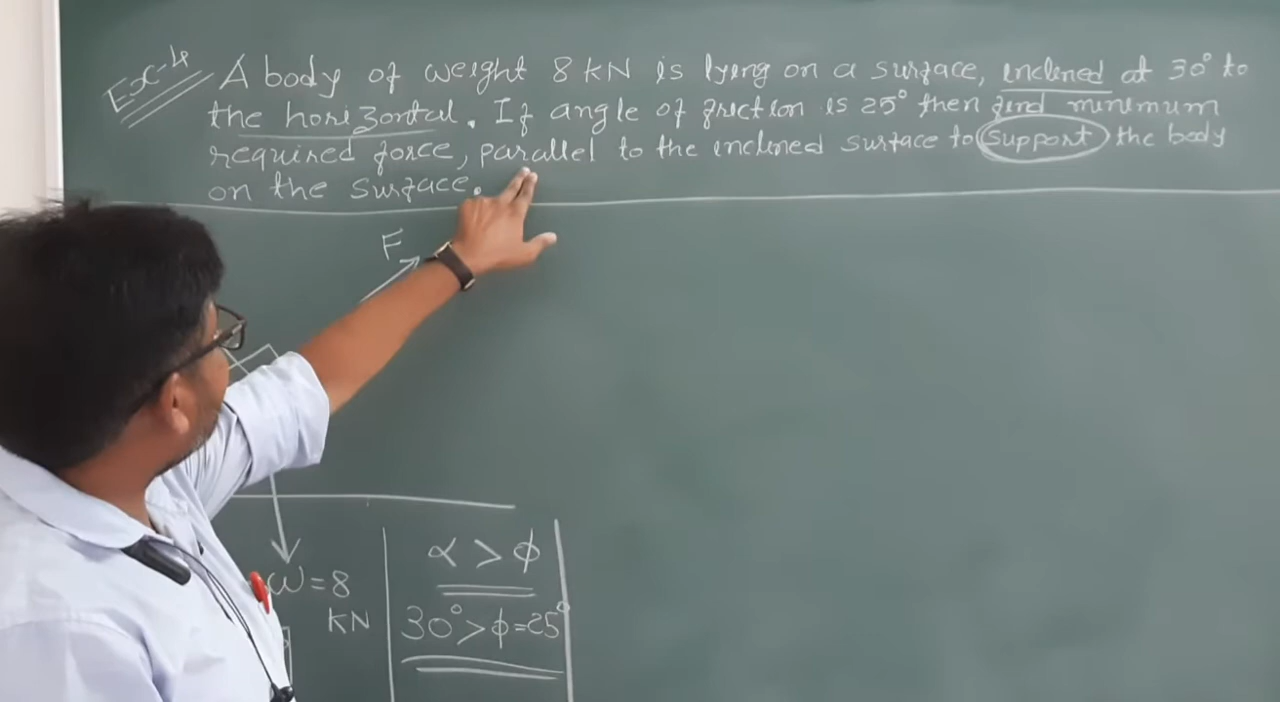 Ex-4
A body of weight 8 KN is lying on a surface, inclined at 30° to
the horizontal. If angle of friction is 25° then find minimum
required force, parallel to the inclined surface to support the body
on the surface.
F
W = 8
KN
α > ϕ
30° > ϕ = 25°